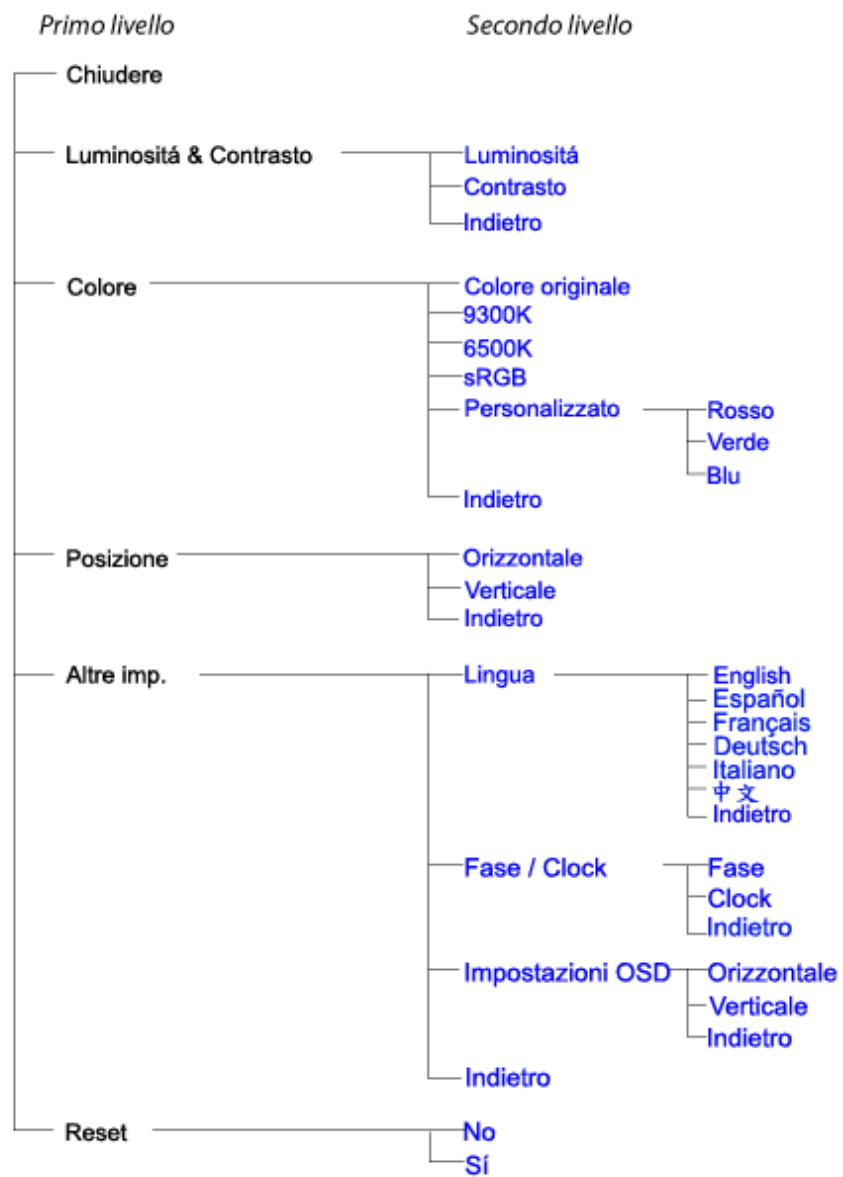 Primo livello Secondo livello
Chiudere
Luminositá & Contrasto Luminositá
Contrasto
Indietro
Colore Colore originale
9300K
6500K
sRGB
Personalizzato Rosso
Verde
Blu
Indietro
Posizione Orizzontale
Verticale
Indietro
Altre imp. Lingua English
Español
Français
Deutsch
Italiano
中文
Indietro
Fase / Clock Fase
Clock
Indietro
Impostazioni OSD Orizzontale
Verticale
Indietro
Indietro
Reset No
Sí